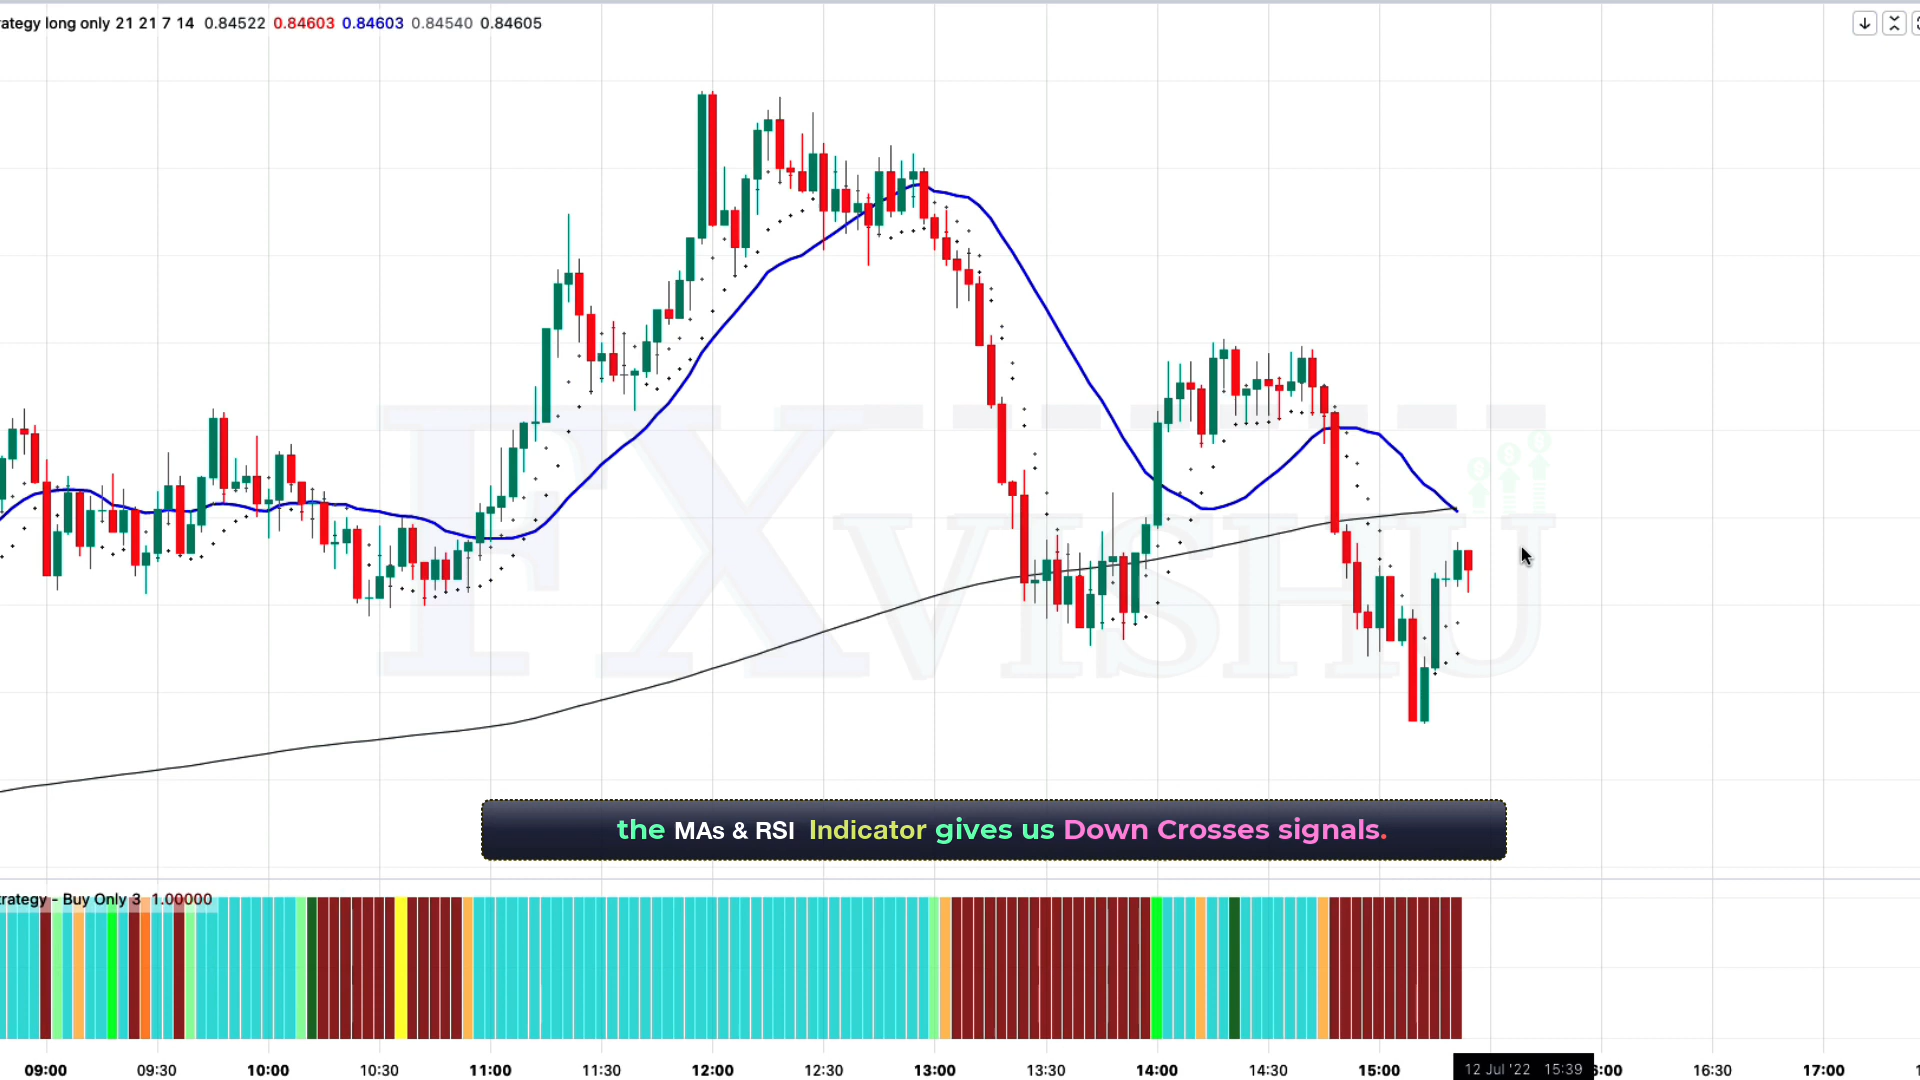 rategy long only 21 21 7 14 0.84522 0.84603 0.84603 0.84540 0.84605
FXVISHU
the MAs & RSI Indicator gives us Down Crosses signals.
rategy - Buy Only 3 1.00000
09:00 09:30 10:00 10:30 11:00 11:30 12:00 12:30 13:00 13:30 14:00 14:30 15:00 12 Jul '22 15:39 6:00 16:30 17:00